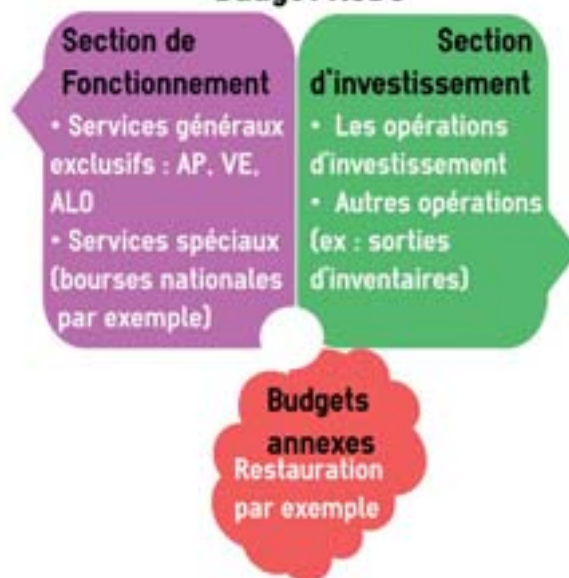 Section de
Fonctionnement
• Services généraux
exclusifs : AP, VE,
ALO
• Services spéciaux
(bourses nationales
par exemple)
Section
d'investissement
• Les opérations
d'investissement
• Autres opérations
(ex : sorties
d'inventaires)
Budgets
annexes
Restauration
par exemple